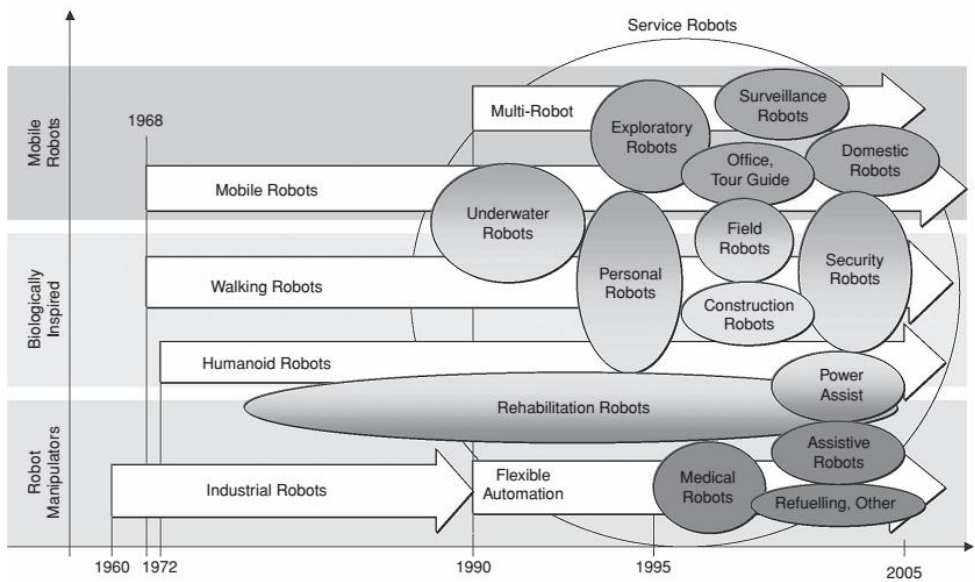 Service Robots
Mobile
Robots
1968
Multi-Robot
Exploratory
Robots
Surveillance
Robots
Office,
Tour Guide
Domestic
Robots
Mobile Robots
Underwater
Robots
Biologically
Inspired
Walking Robots
Personal
Robots
Field
Robots
Construction
Robots
Security
Robots
Humanoid Robots
Power
Assist
Rehabilitation Robots
Robot
Manipulators
Industrial Robots
Flexible
Automation
Medical
Robots
Assistive
Robots
Refuelling, Other
1960
1972
1990
1995
2005